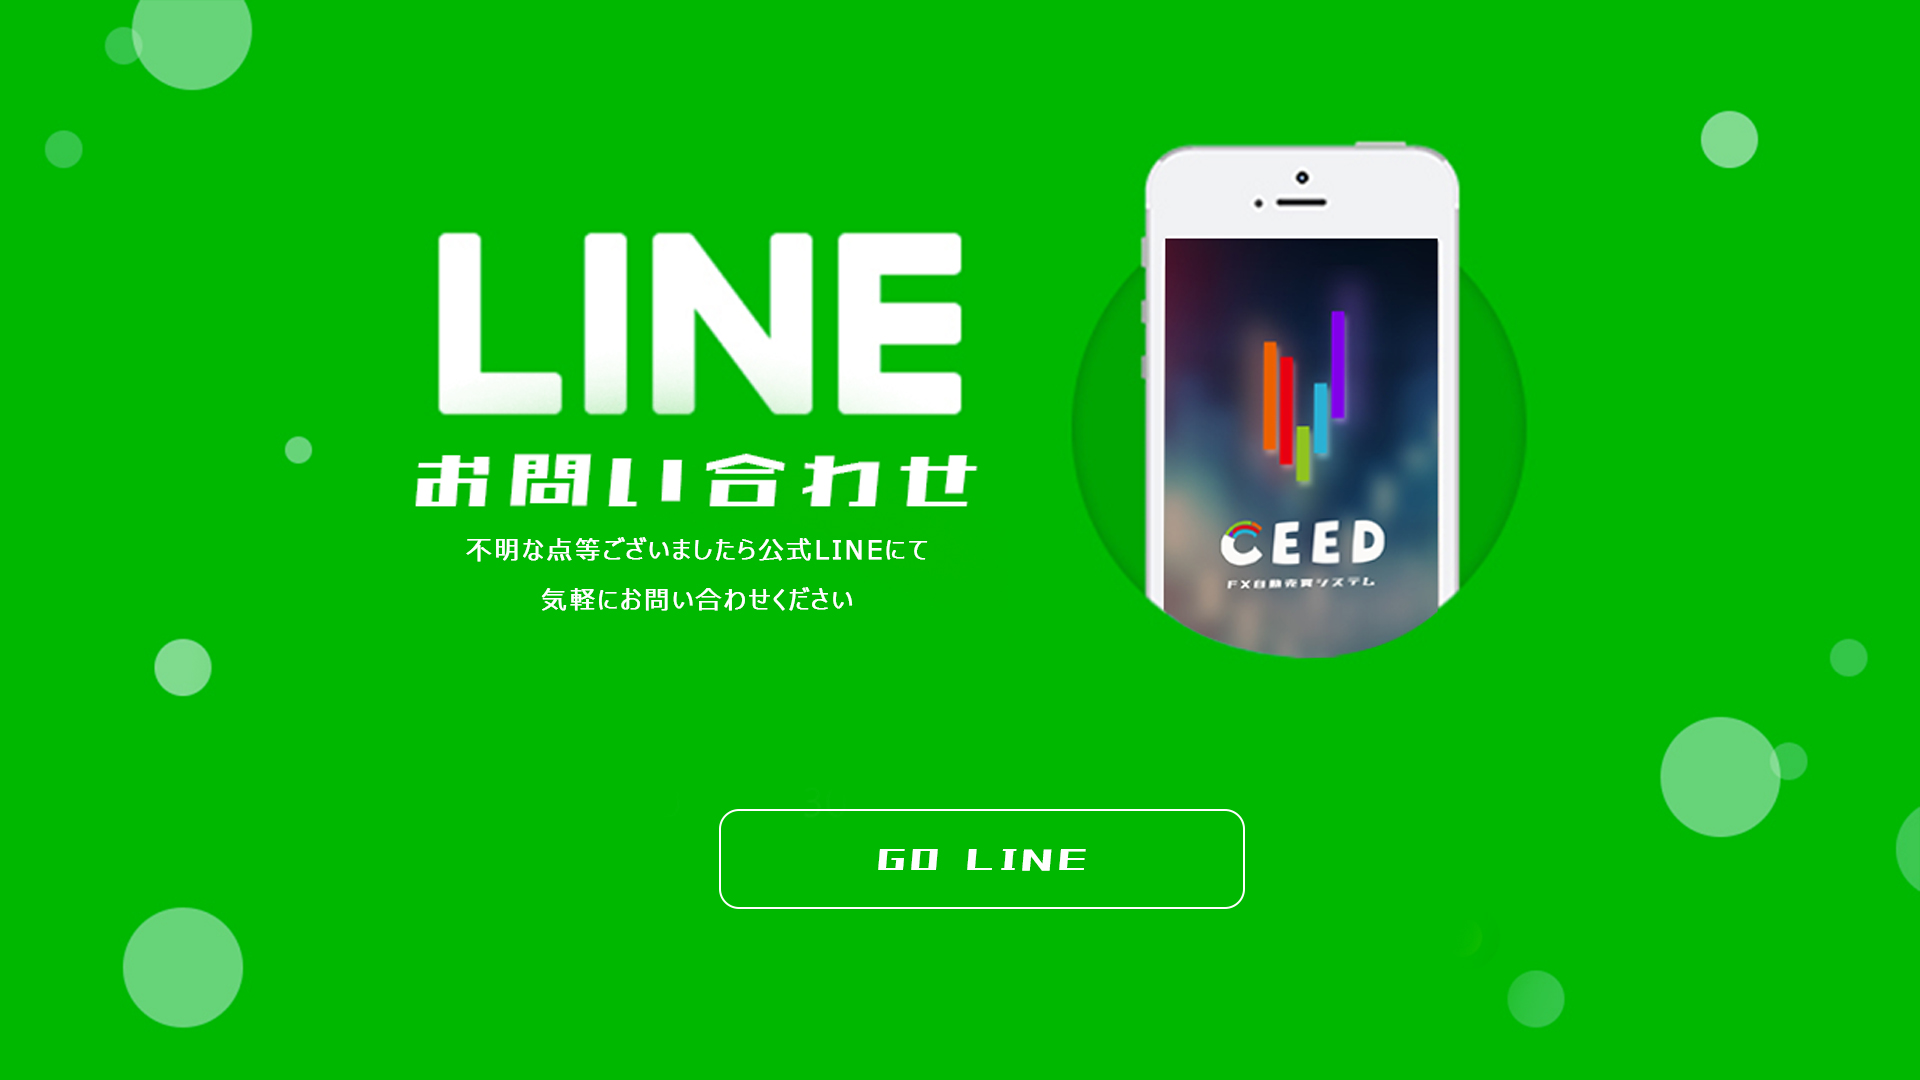 LINE
お問い合わせ
不明な点等ございましたら公式LINEにて
気軽にお問い合わせください
CEED
FX自動売買システム
GO LINE